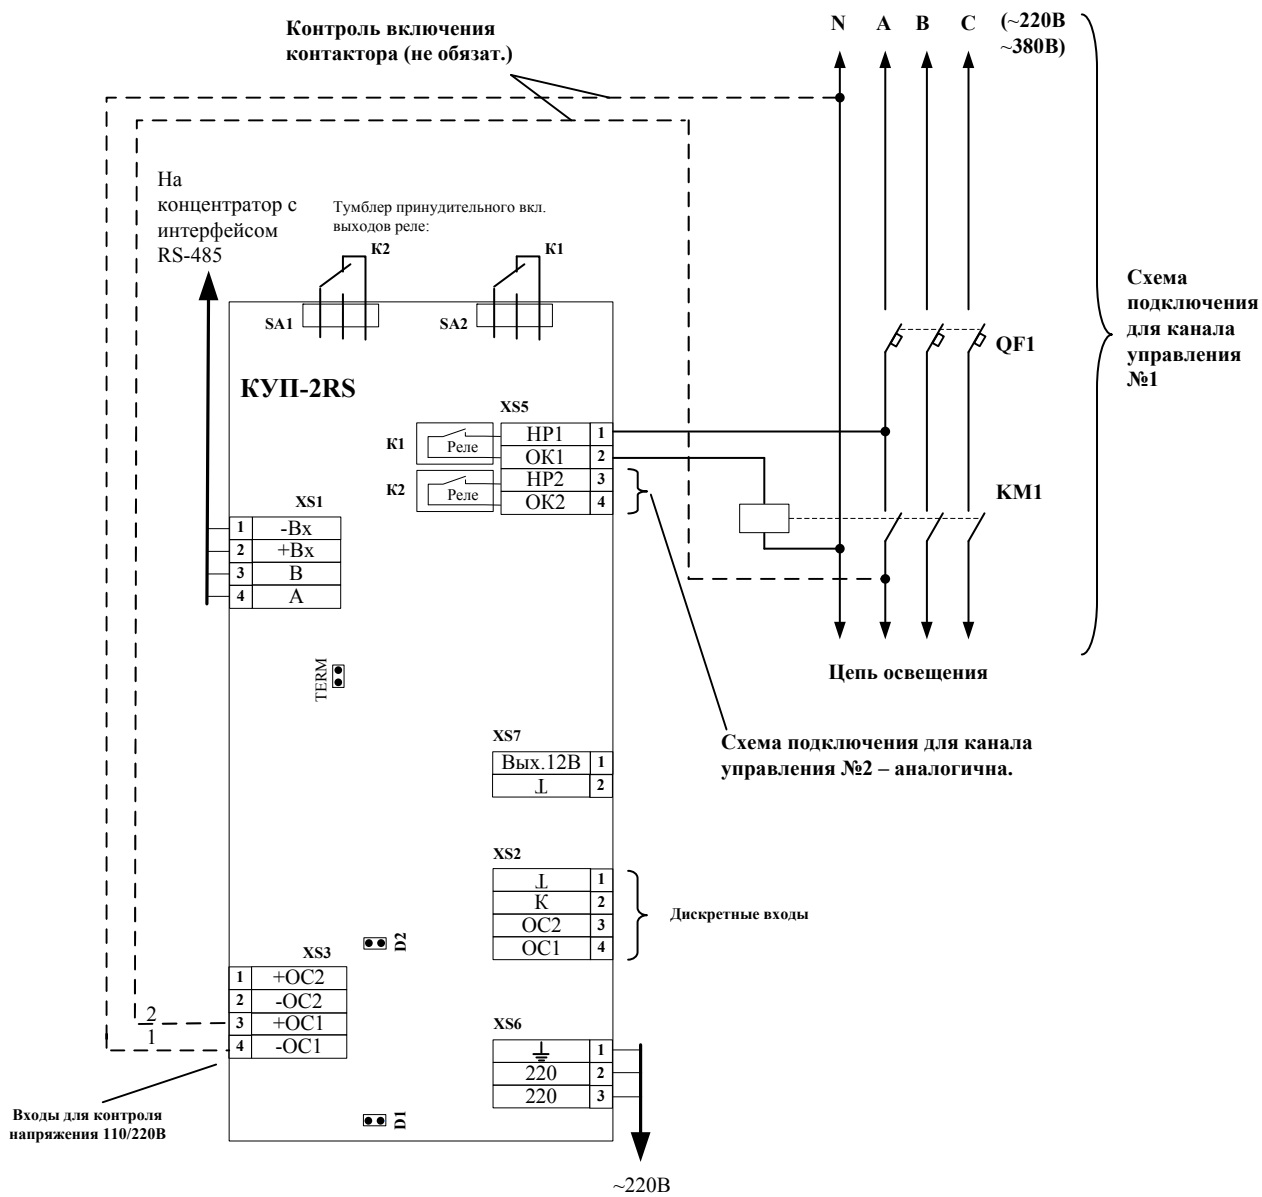 Контроль включения
контактора (не обязат.)
N A B C (~220В
~380В)
На
концентратор с
интерфейсом
RS-485
Тумблер принудительного вкл.
выходов реле:
К2
К1
SA1
SA2
Схема
подключения
для канала
управления
№1
QF1
КУП-2RS
XS5
К1
Реле
НР1 1
ОК1 2
К2
Реле
НР2 3
ОК2 4
КМ1
XS1
1 -Вх
2 +Вх
3 В
4 А
TERM
Цепь освещения
Схема подключения для канала
управления №2 – аналогична.
XS7
Вых.12В 1
⊥ 2
XS2
⊥ 1
К 2
ОС2 3
ОС1 4
Дискретные входы
D2
XS3
1 +ОС2
2 -ОС2
3 +ОС1
4 -ОС1
2
1
XS6
1
220 2
220 3
Входы для контроля
напряжения 110/220В
D1
~220В